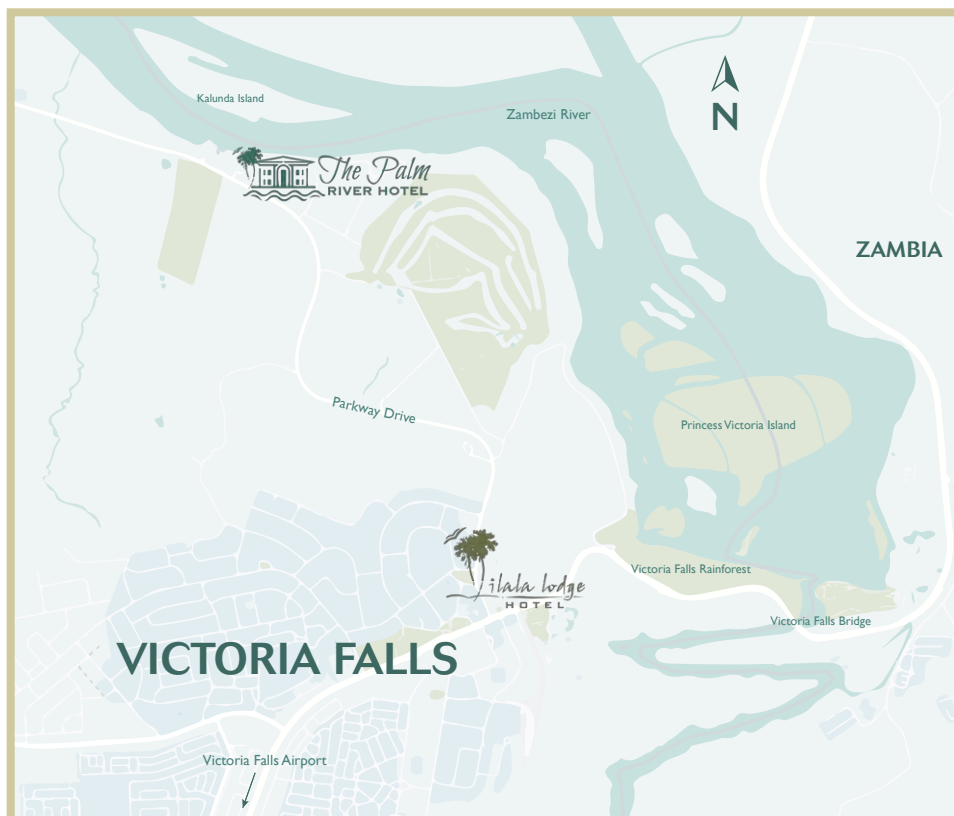 Kalunda Island
Zambezi River
N
The Palm
RIVER HOTEL
ZAMBIA
Parkway Drive
Princess Victoria Island
ilala lodge
HOTEL
Victoria Falls Rainforest
Victoria Falls Bridge
VICTORIA FALLS
Victoria Falls Airport